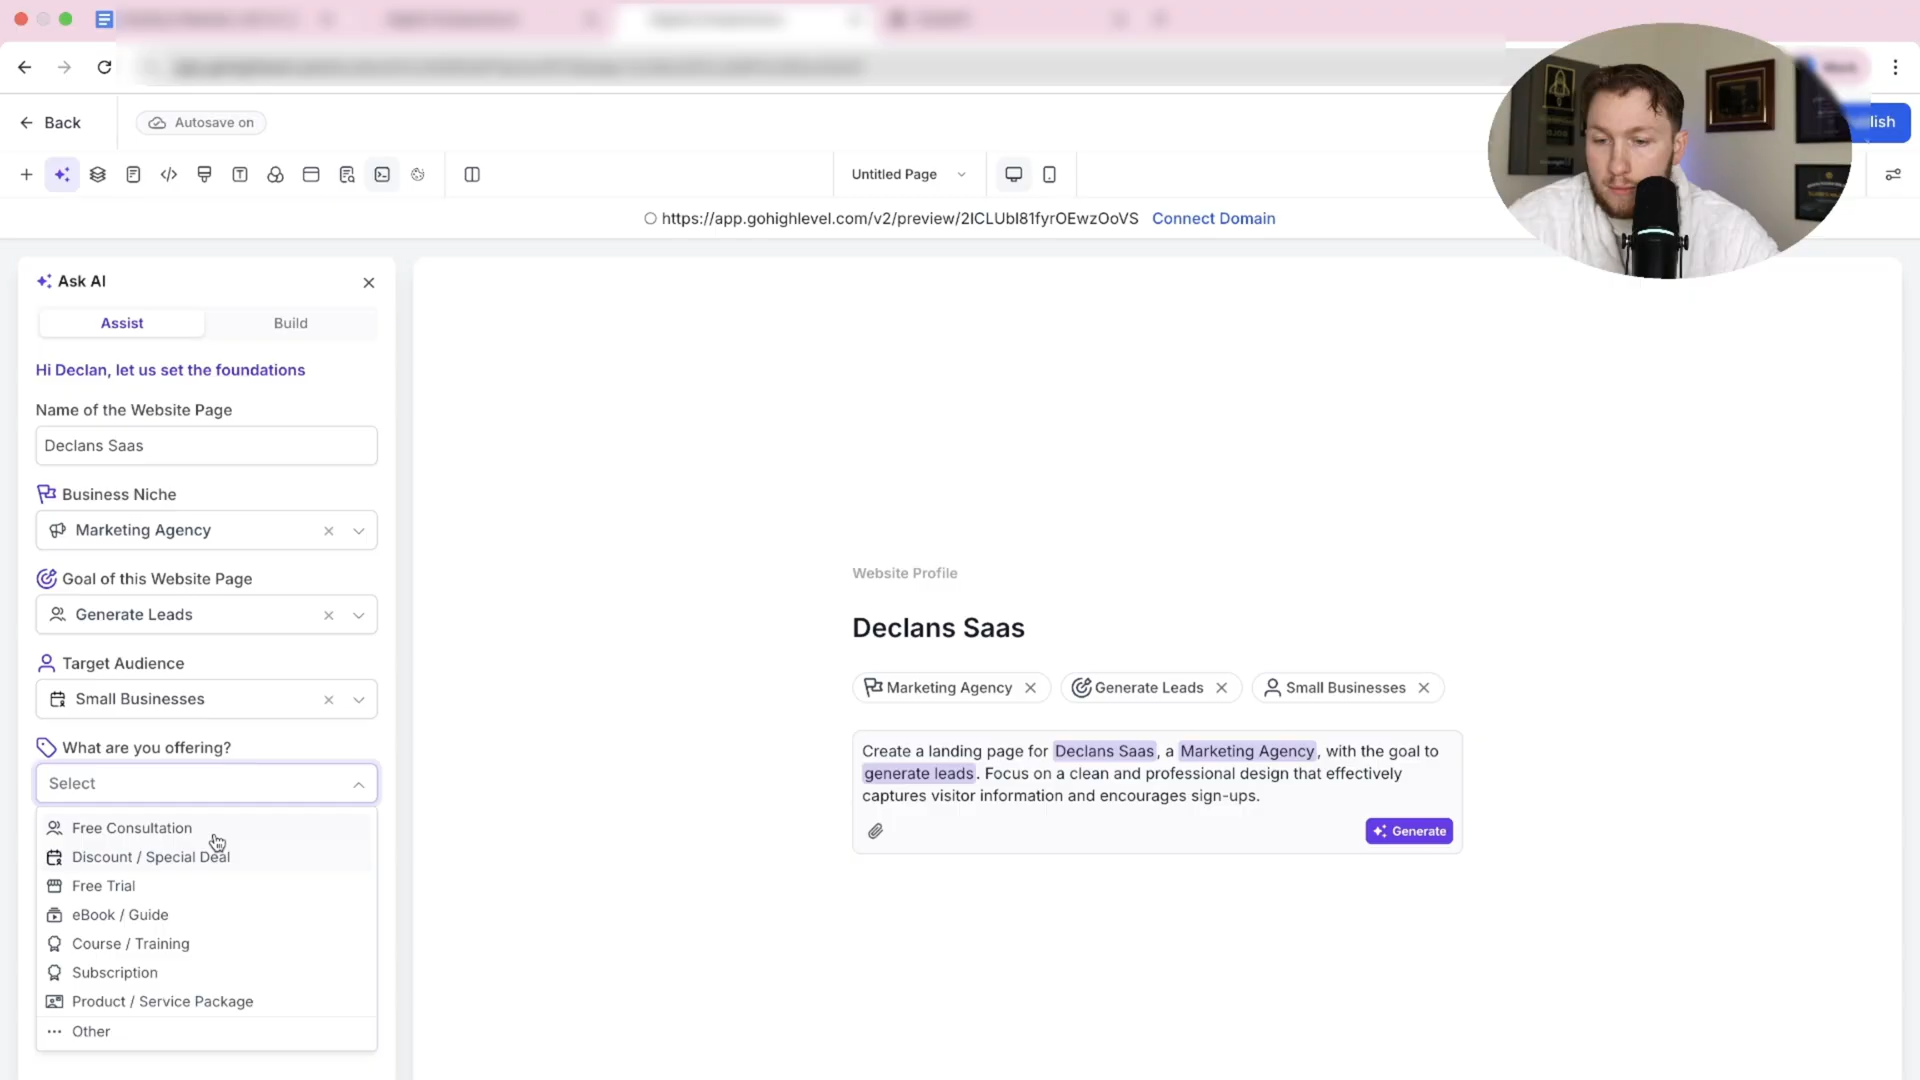 Back
Autosave on
Untitled Page
lish
https://app.gohighlevel.com/v2/preview/2ICLUbI81fyrOEwzOoVS Connect Domain
Ask AI
Assist Build
Hi Declan, let us set the foundations
Name of the Website Page
Declans Saas
Business Niche
Marketing Agency
Goal of this Website Page
Generate Leads
Target Audience
Small Businesses
What are you offering?
Select
Free Consultation
Discount / Special Deal
Free Trial
eBook / Guide
Course / Training
Subscription
Product / Service Package
Other
Website Profile
Declans Saas
Marketing Agency Generate Leads Small Businesses
Create a landing page for Declans Saas, a Marketing Agency, with the goal to
generate leads. Focus on a clean and professional design that effectively
captures visitor information and encourages sign-ups.
Generate